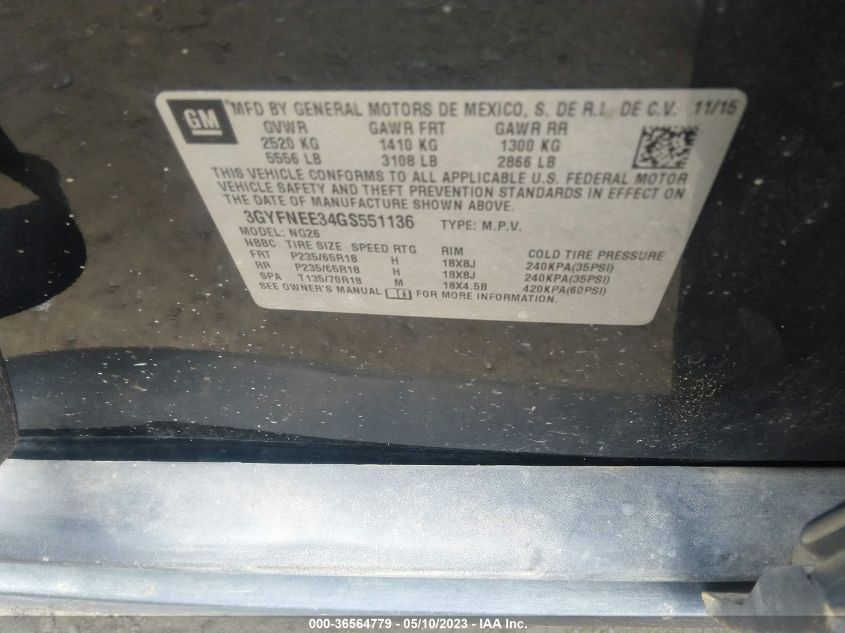 GM ®MFD BY GENERAL MOTORS DE MEXICO, S. DE R.L. DE C.V. 11/15
GVWR GAWR FRT GAWR RR
2520 KG 1410 KG 1300 KG
5556 LB 3108 LB 2866 LB
THIS VEHICLE CONFORMS TO ALL APPLICABLE U.S. FEDERAL MOTOR
VEHICLE SAFETY AND THEFT PREVENTION STANDARDS IN EFFECT ON
THE DATE OF MANUFACTURE SHOWN ABOVE.
3GYFNEE34GS551136 TYPE: M.P.V.
MODEL: NG26
NBBC TIRE SIZE SPEED RTG RIM COLD TIRE PRESSURE
FRT P235/65R18 H 18X8J 240KPA(35PSI)
RR P235/65R18 H 18X8J 240KPA(35PSI)
SPA T135/70R18 M 18X4.5B 420KPA(60PSI)
SEE OWNER'S MANUAL FOR MORE INFORMATION.
000-36564779 - 05/10/2023 - IAA Inc.